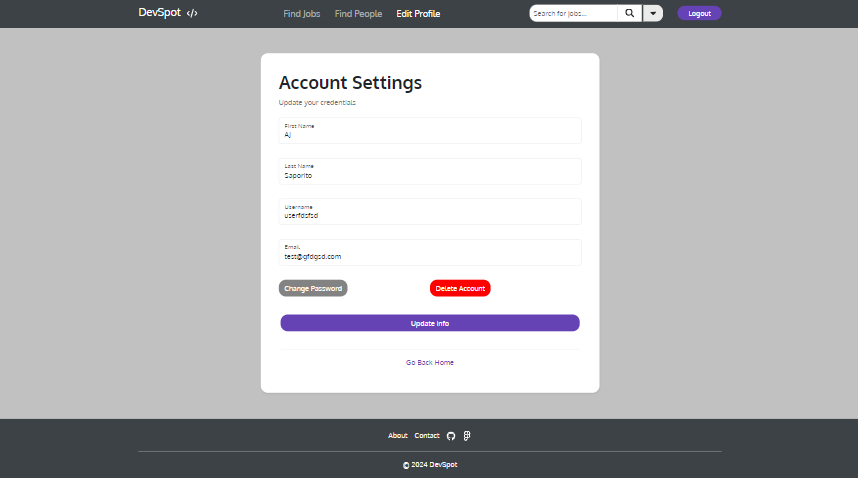 DevSpot </>
Find Jobs Find People Edit Profile
Search for jobs...
Logout
Account Settings
Update your credentials
First Name
AJ
Last Name
Saporito
Username
userfdsfsd
Email
test@gfdgsd.com
Change Password Delete Account
Update Info
Go Back Home
About Contact
© 2024 DevSpot